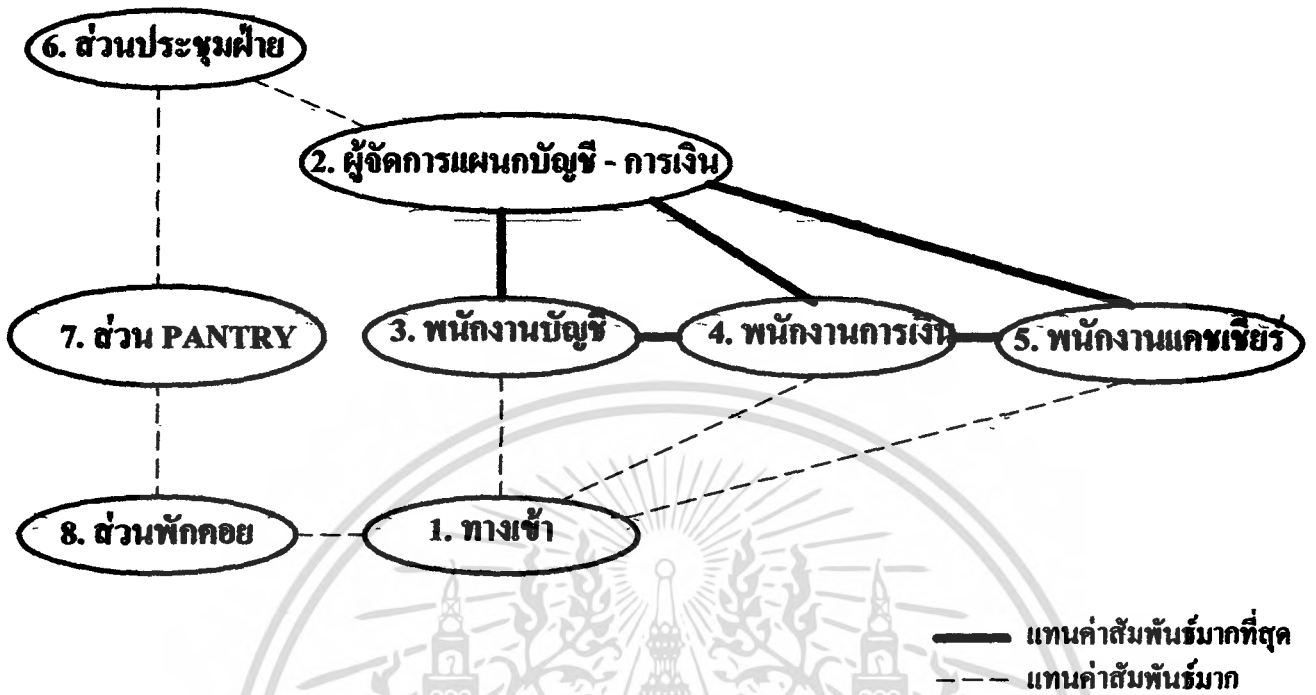 6. ส่วนประชุมฝ่าย
2. ผู้จัดการแผนกบัญชี - การเงิน
7. ส่วน PANTRY
3. พนักงานบัญชี
4. พนักงานการเงิน
5. พนักงานแคชเชียร์
8. ส่วนพักคอย
1. ทางเข้า
แทนค่าสัมพันธ์มากที่สุด
แทนค่าสัมพันธ์มาก